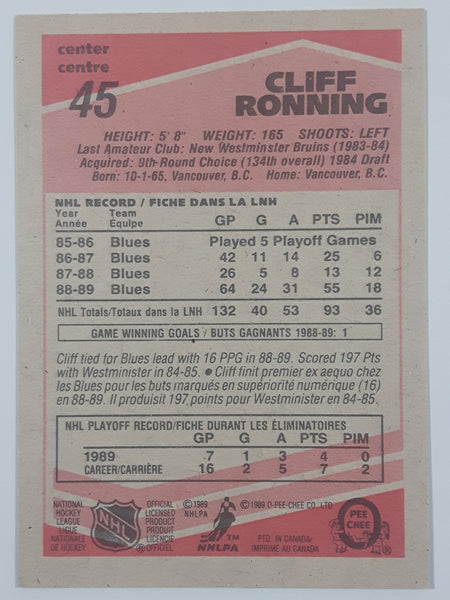 center
centre
45
CLIFF
RONNING
HEIGHT: 5' 8" WEIGHT: 165 SHOOTS: LEFT
Last Amateur Club: New Westminster Bruins (1983-84)
Acquired: 9th-Round Choice (134th overall) 1984 Draft
Born: 10-1-65, Vancouver, B.C. Home: Vancouver, B.C.
NHL RECORD / FICHE DANS LA LNH
Year Team GP G A PTS PIM
Année Equipe
85-86 Blues Played 5 Playoff Games
86-87 Blues 42 11 14 25 6
87-88 Blues 26 5 8 13 12
88-89 Blues 64 24 31 55 18
NHL Totals/Totaux dans la LNH 132 40 53 93 36
GAME WINNING GOALS / BUTS GAGNANTS 1988-89: 1
Cliff tied for Blues lead with 16 PPG in 88-89. Scored 197 Pts
with Westminister in 84-85. ● Cliff finit premier ex aequo chez
les Blues pour les buts marqués en supériorité numérique (16)
en 88-89. Il produisit 197 points pour Westminister en 84-85.
NHL PLAYOFF RECORD/FICHE DURANT LES ÉLIMINATOIRES
GP G A PTS PIM
1989 7 1 3 4 0
CAREER/CARRIÈRE 16 2 5 7 2
NATIONAL
HOCKEY
LEAGUE
LIGUE
NATIONALE
DE HOCKEY
NHL
OFFICIAL
LICENSED
PRODUCT
PRODUIT
LICENCIE
OFFICIEL
®
© 1989
NHLPA
TM
NHLPA
© 1989 O-PEE-CHEE CO. LTD
PTD. IN CANADA
IMPRIME AU CANADA
O
PEE
CHEE
®